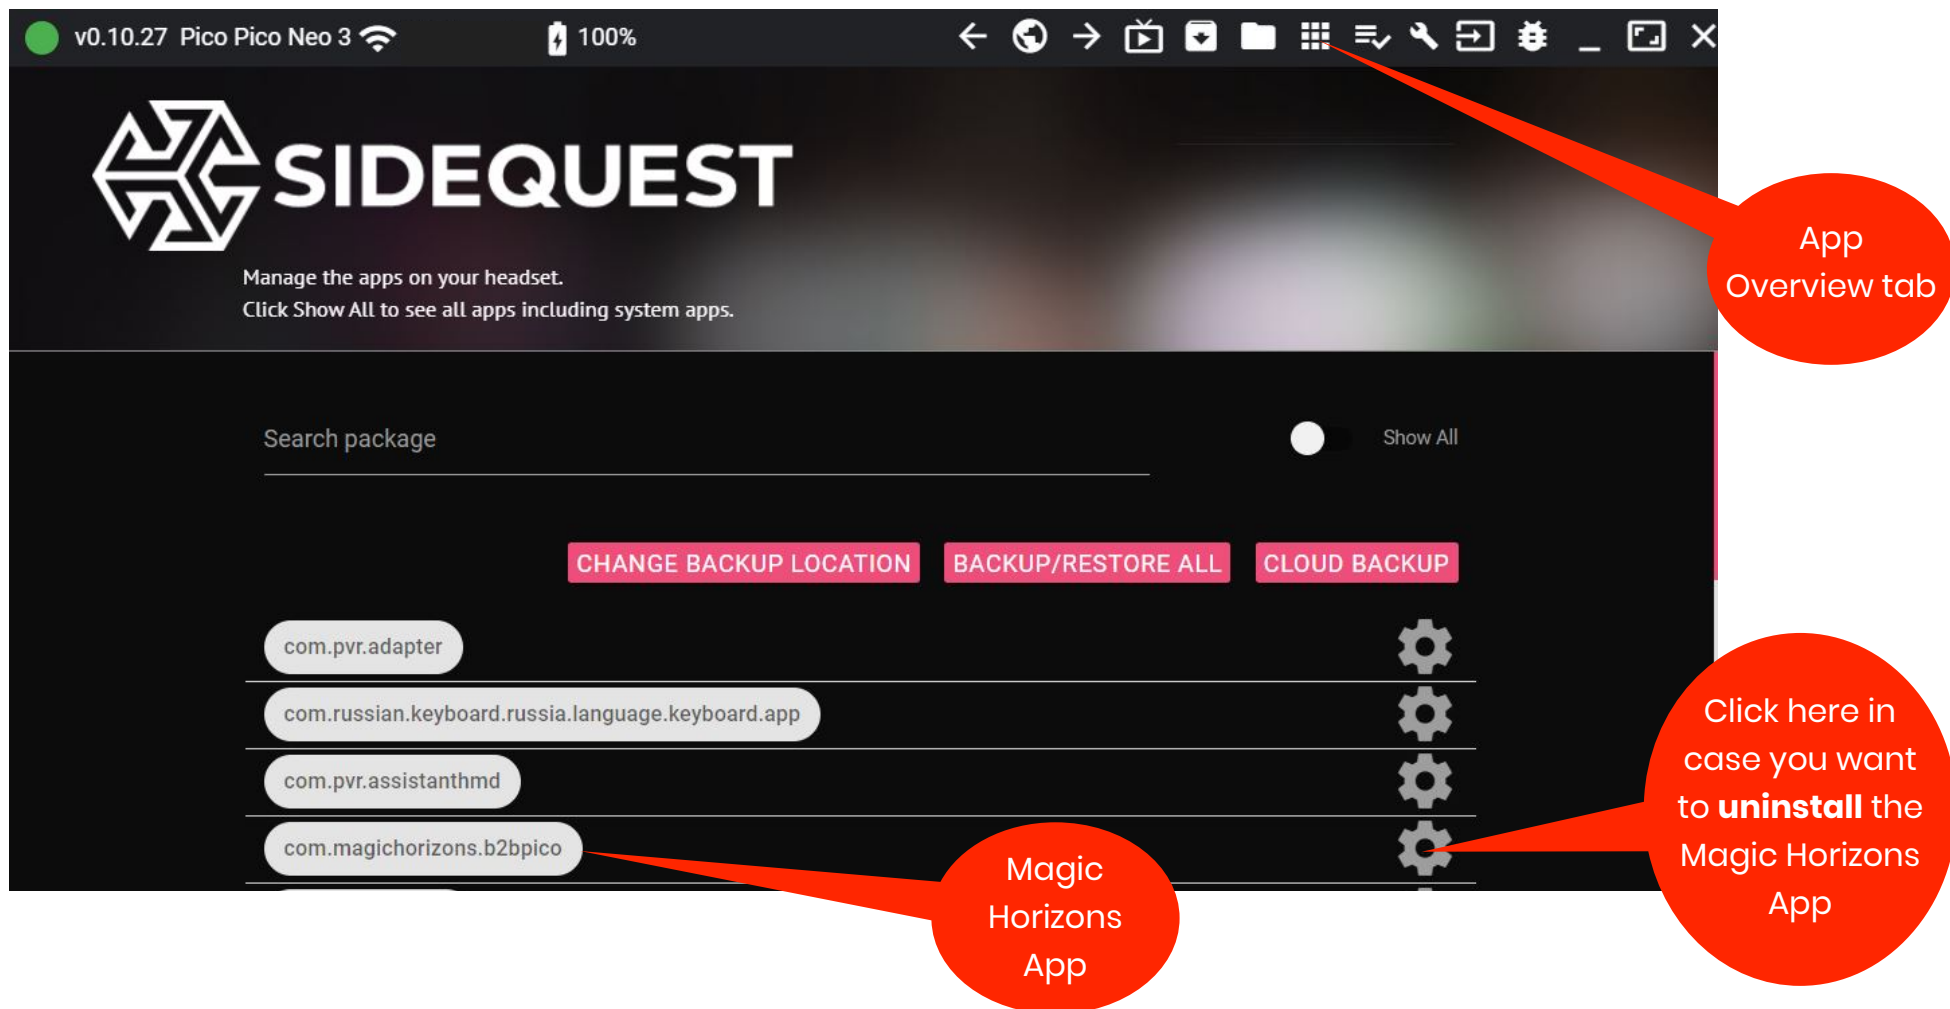 v0.10.27 Pico Pico Neo 3 100%
SIDEQUEST
Manage the apps on your headset.
Click Show All to see all apps including system apps.
App
Overview tab
Search package
Show All
CHANGE BACKUP LOCATION
BACKUP/RESTORE ALL
CLOUD BACKUP
com.pvr.adapter
com.russian.keyboard.russia.language.keyboard.app
com.pvr.assistanthmd
com.magichorizons.b2bpico
Magic
Horizons
App
Click here in
case you want
to uninstall the
Magic Horizons
App